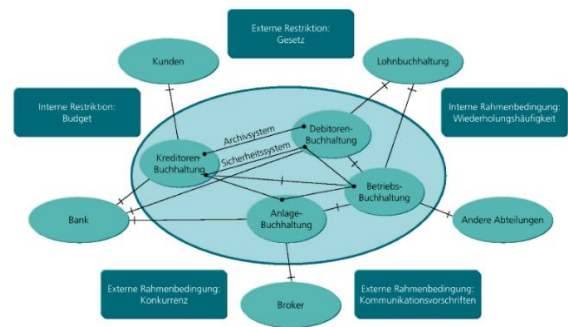 Externe Restriktion:
Gesetz
Kunden
Lohnbuchhaltung
Interne Restriktion:
Budget
Interne Rahmenbedingung:
Wiederholungshäufigkeit
Archivsystem
Debitoren-
Buchhaltung
Sicherheitssystem
Kreditoren-
Buchhaltung
Betriebs-
Buchhaltung
Anlage-
Buchhaltung
Bank
Andere Abteilungen
Externe Rahmenbedingung:
Konkurrenz
Broker
Externe Rahmenbedingung:
Kommunikationsvorschriften